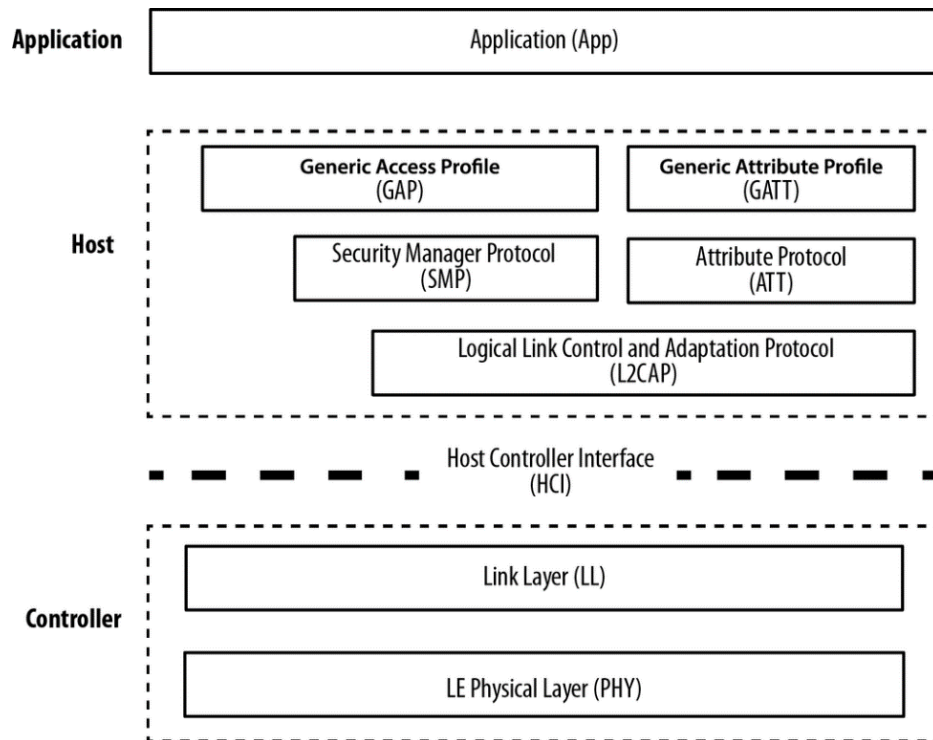 Application
Application (App)
Generic Access Profile
(GAP)
Generic Attribute Profile
(GATT)
Host
Security Manager Protocol
(SMP)
Attribute Protocol
(ATT)
Logical Link Control and Adaptation Protocol
(L2CAP)
Host Controller Interface
(HCI)
Link Layer (LL)
Controller
LE Physical Layer (PHY)